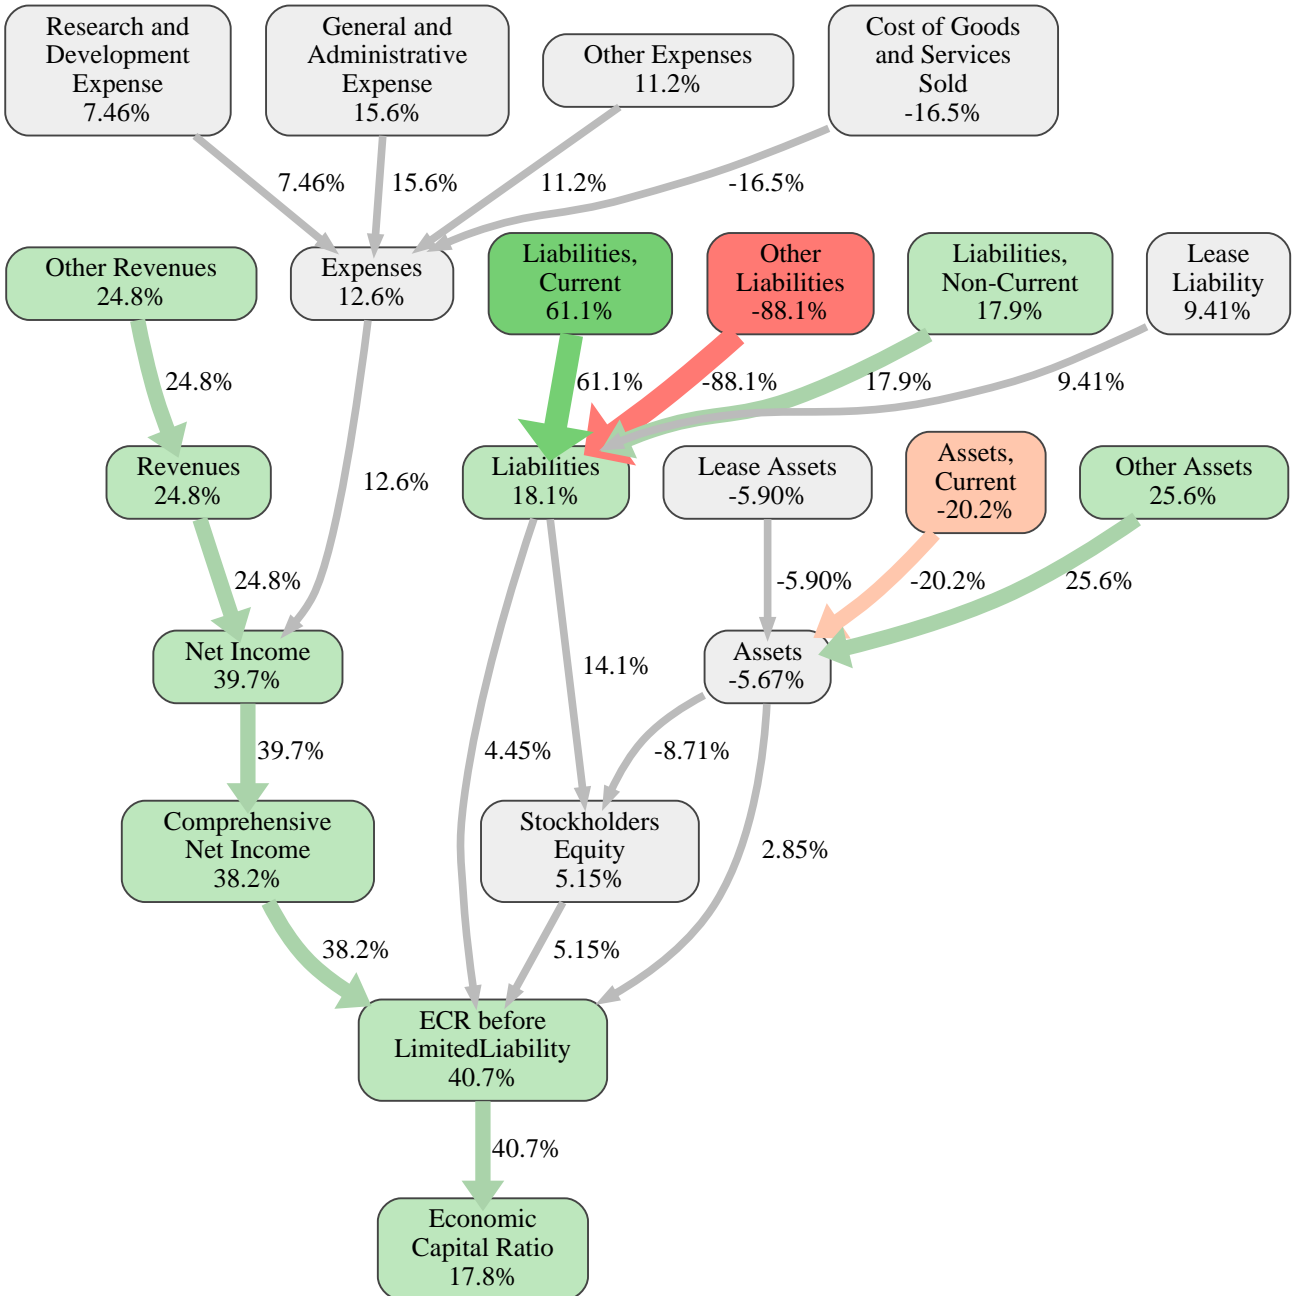 Research and
Development
Expense
7.46%
General and
Administrative
Expense
15.6%
Other Expenses
11.2%
Cost of Goods
and Services
Sold
-16.5%
7.46%
15.6%
11.2%
-16.5%
Other Revenues
24.8%
Expenses
12.6%
Liabilities,
Current
61.1%
Other
Liabilities
-88.1%
Liabilities,
Non-Current
17.9%
Lease
Liability
9.41%
24.8%
61.1%
-88.1%
17.9%
9.41%
Revenues
24.8%
12.6%
Liabilities
18.1%
Lease Assets
-5.90%
Assets,
Current
-20.2%
Other Assets
25.6%
24.8%
-5.90%
-20.2%
25.6%
Net Income
39.7%
14.1%
Assets
-5.67%
39.7%
4.45%
-8.71%
Comprehensive
Net Income
38.2%
Stockholders
Equity
5.15%
2.85%
38.2%
5.15%
ECR before
LimitedLiability
40.7%
40.7%
Economic
Capital Ratio
17.8%